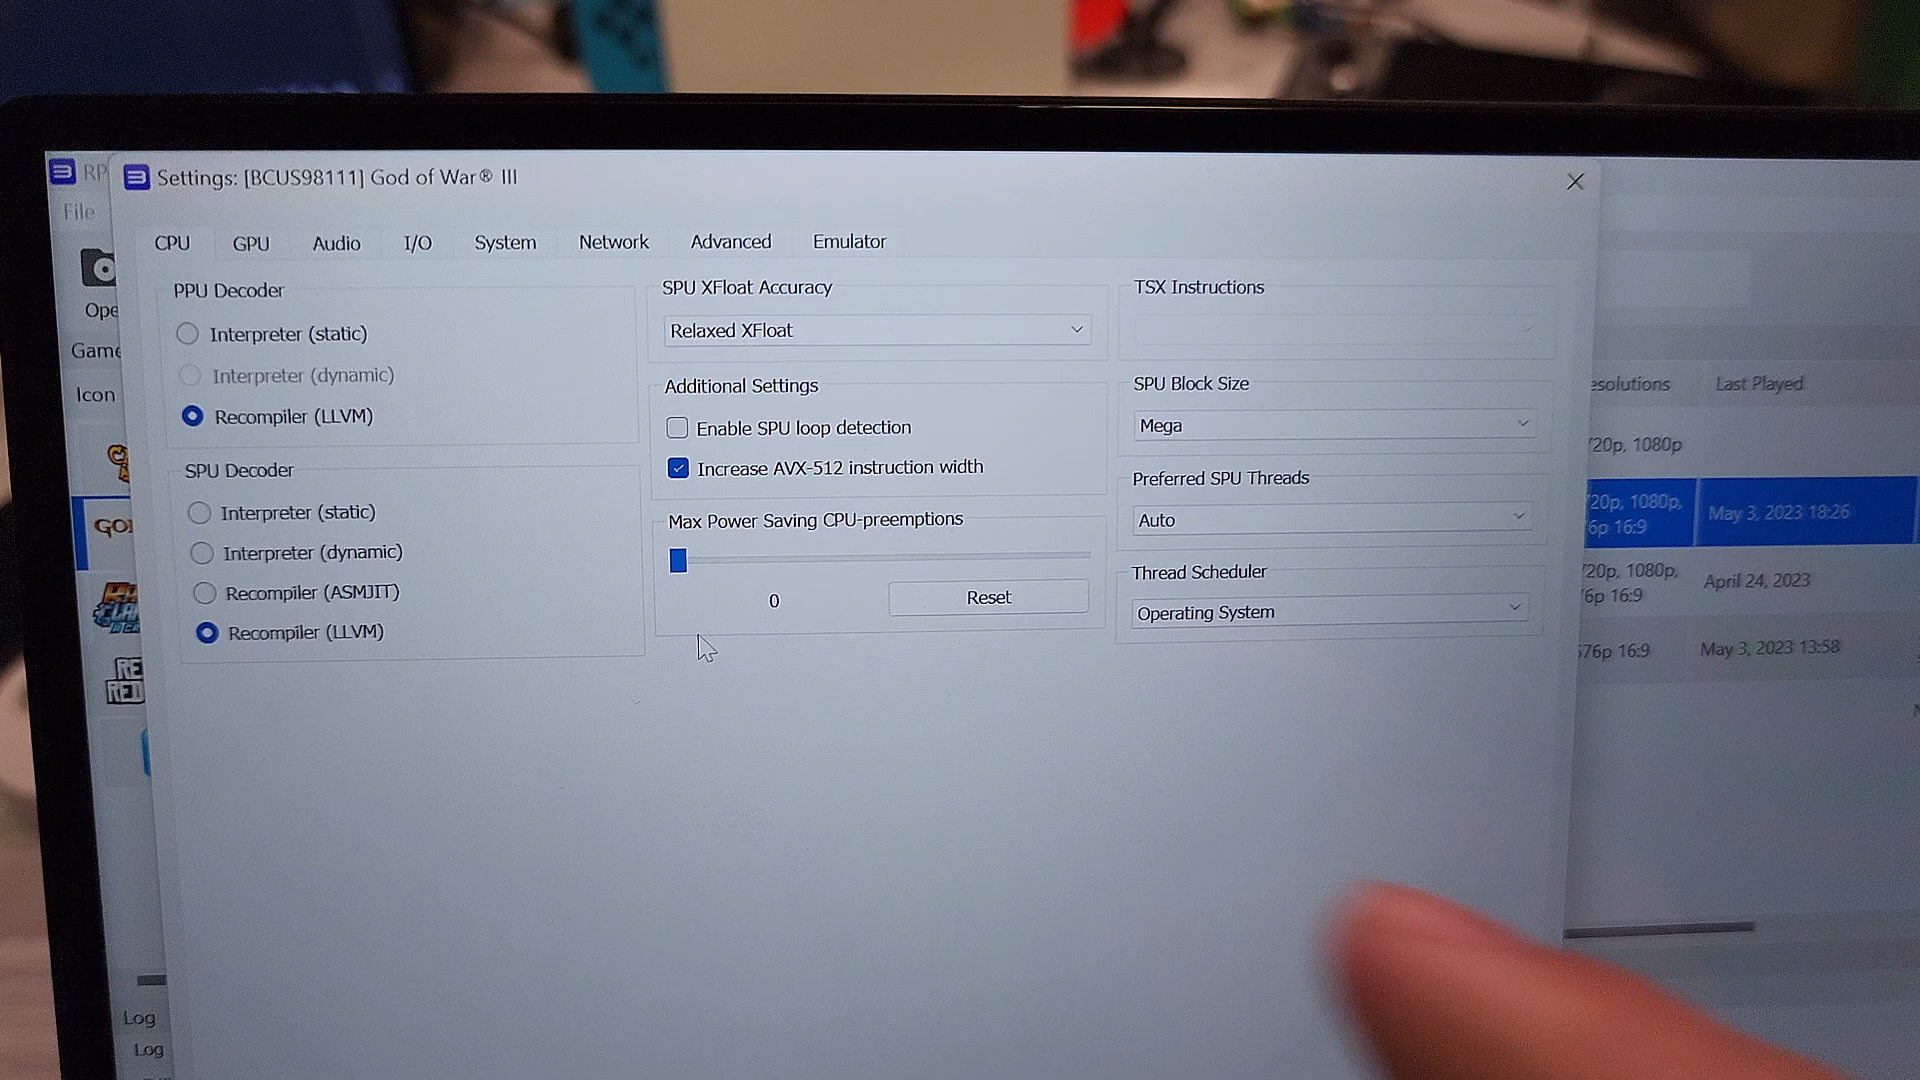 RP
Settings: [BCUS98111] God of War® III
File
CPU
GPU
Audio
I/O
System
Network
Advanced
Emulator
PPU Decoder
Interpreter (static)
Interpreter (dynamic)
Recompiler (LLVM)
SPU Decoder
Interpreter (static)
Interpreter (dynamic)
Recompiler (ASMJIT)
Recompiler (LLVM)
SPU XFloat Accuracy
Relaxed XFloat
Additional Settings
Enable SPU loop detection
Increase AVX-512 instruction width
Max Power Saving CPU-preemptions
0
Reset
TSX Instructions
SPU Block Size
Mega
Preferred SPU Threads
Auto
Thread Scheduler
Operating System
Ope
Game
Icon
GO
RE
RED
esolutions
Last Played
720p, 1080p
20p, 1080p,
6p 16:9
May 3, 2023 18:26
720p, 1080p,
6p 16:9
April 24, 2023
576p 16:9
May 3, 2023 13:58
Log
Log